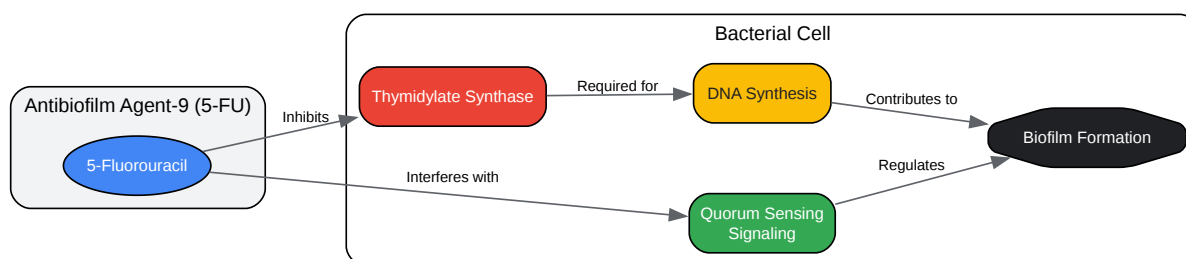 Bacterial Cell
Antibiofilm Agent-9 (5-FU)
5-Fluorouracil
Inhibits
Interferes with
Thymidylate Synthase
Required for
DNA Synthesis
Contributes to
Quorum Sensing
Signaling
Regulates
Biofilm Formation